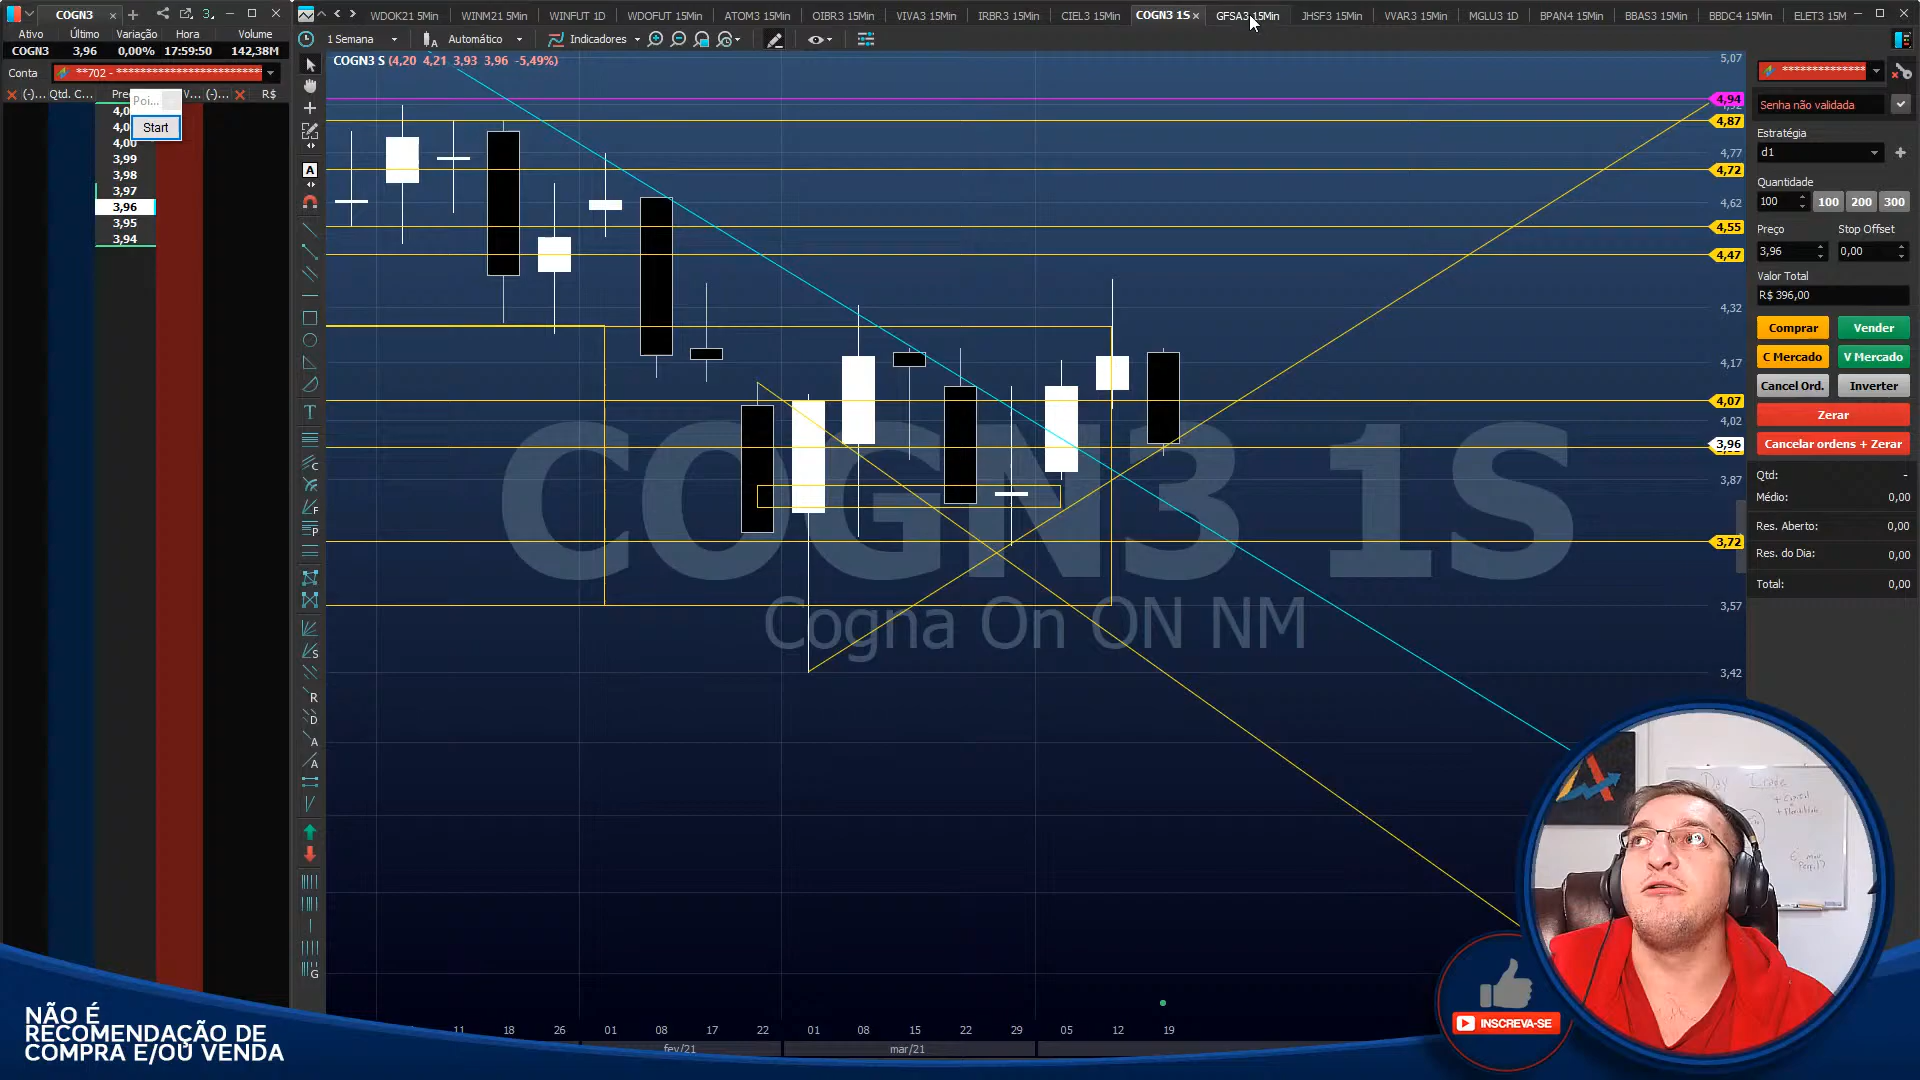 COGN3
Ativo Último Variação Hora Volume
COGN3 3,96 0,00% 17:59:50 142,38M
Conta **702 - **************************
(-)... Qtd. C... Pre V... (-)... R$
Poi...
Start
4,0
4,0
4,00
3,99
3,98
3,97
3,96
3,95
3,94
WDOK21 5Min WINM21 5Min WINFUT 1D WDOFUT 15Min ATOM3 15Min OIBR3 15Min VIVA3 15Min IRBR3 15Min CIEL3 15Min COGN3 1S GFSA3 15Min JHSF3 15Min VVAR3 15Min MGLU3 1D BPAN4 15Min BBAS3 15Min BBDC4 15Min ELET3 15M
1 Semana Automático Indicadores
COGN3 S (4,20 4,21 3,93 3,96 -5,49%)
5,07
4,94
4,87
4,77
4,72
4,62
4,55
4,47
4,32
4,17
4,07
4,02
3,96
3,87
3,72
3,57
3,42
COGN3 1S
Cogna On ON NM
11 18 26 01 08 17 22 01 08 15 22 29 05 12 19
fev/21 mar/21
**************
Senha não validada
Estratégia
d1
Quantidade
100 100 200 300
Preço Stop Offset
3,96 0,00
Valor Total
R$ 396,00
Comprar Vender
C Mercado V Mercado
Cancel Ord. Inverter
Zerar
Cancelar ordens + Zerar
Qtd: -
Médio: 0,00
Res. Aberto: 0,00
Res. do Dia: 0,00
Total: 0,00
Day Trade
NÃO É
RECOMENDAÇÃO DE
COMPRA E/OU VENDA
INSCREVA-SE